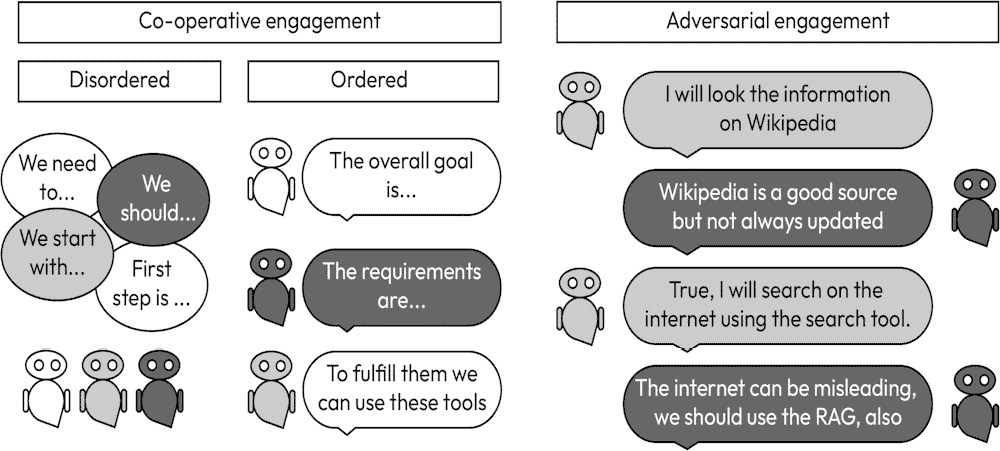 Co-operative engagement
Disordered
We need
to...
We
should...
We start
with...
First
step is ...
Ordered
The overall goal
is...
The requirements
are...
To fulfill them we
can use these tools
Adversarial engagement
I will look the information
on Wikipedia
Wikipedia is a good source
but not always updated
True, I will search on the
internet using the search tool.
The internet can be misleading,
we should use the RAG, also